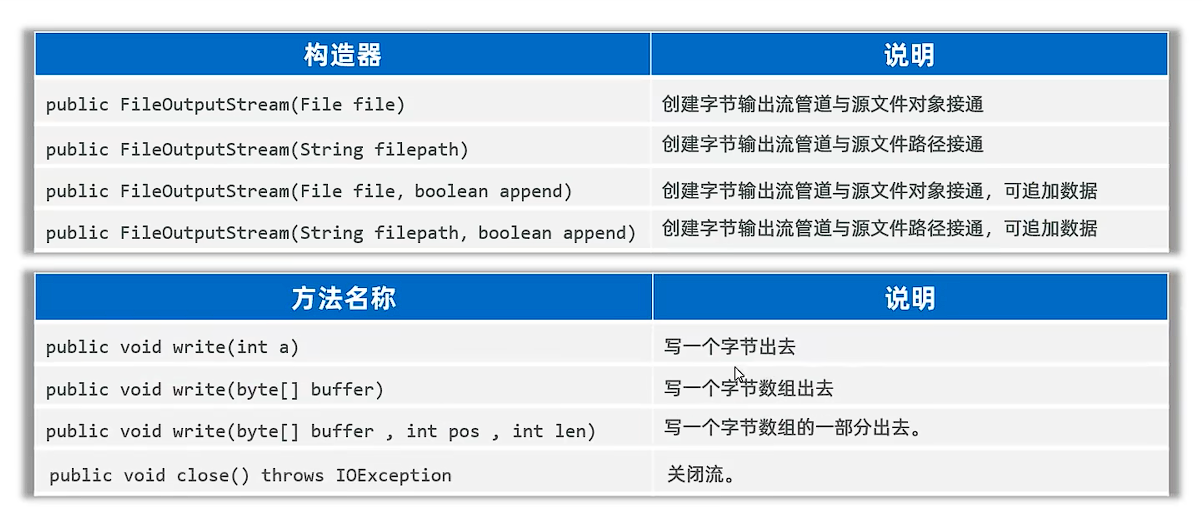 构造器 说明
public FileOutputStream(File file) 创建字节输出流管道与源文件对象接通
public FileOutputStream(String filepath) 创建字节输出流管道与源文件路径接通
public FileOutputStream(File file, boolean append) 创建字节输出流管道与源文件对象接通，可追加数据
public FileOutputStream(String filepath, boolean append) 创建字节输出流管道与源文件路径接通，可追加数据
方法名称 说明
public void write(int a) 写一个字节出去
public void write(byte[] buffer) 写一个字节数组出去
public void write(byte[] buffer , int pos , int len) 写一个字节数组的一部分出去。
public void close() throws IOException 关闭流。